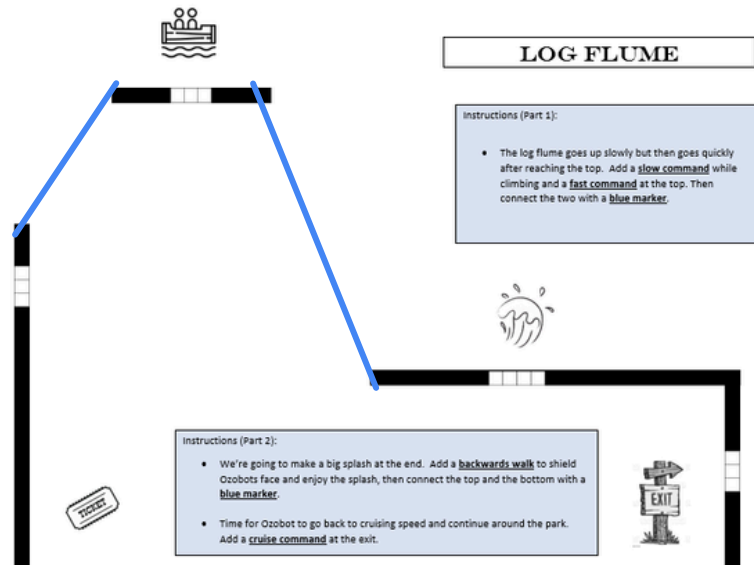 LOG FLUME
Instructions (Part 1):
• The log flume goes up slowly but then goes quickly
after reaching the top. Add a slow command while
climbing and a fast command at the top. Then
connect the two with a blue marker.
Instructions (Part 2):
• We're going to make a big splash at the end. Add a backwards walk to shield
Ozobots face and enjoy the splash, then connect the top and the bottom with a
blue marker.
• Time for Ozobot to go back to cruising speed and continue around the park.
Add a cruise command at the exit.
TICKET
EXIT